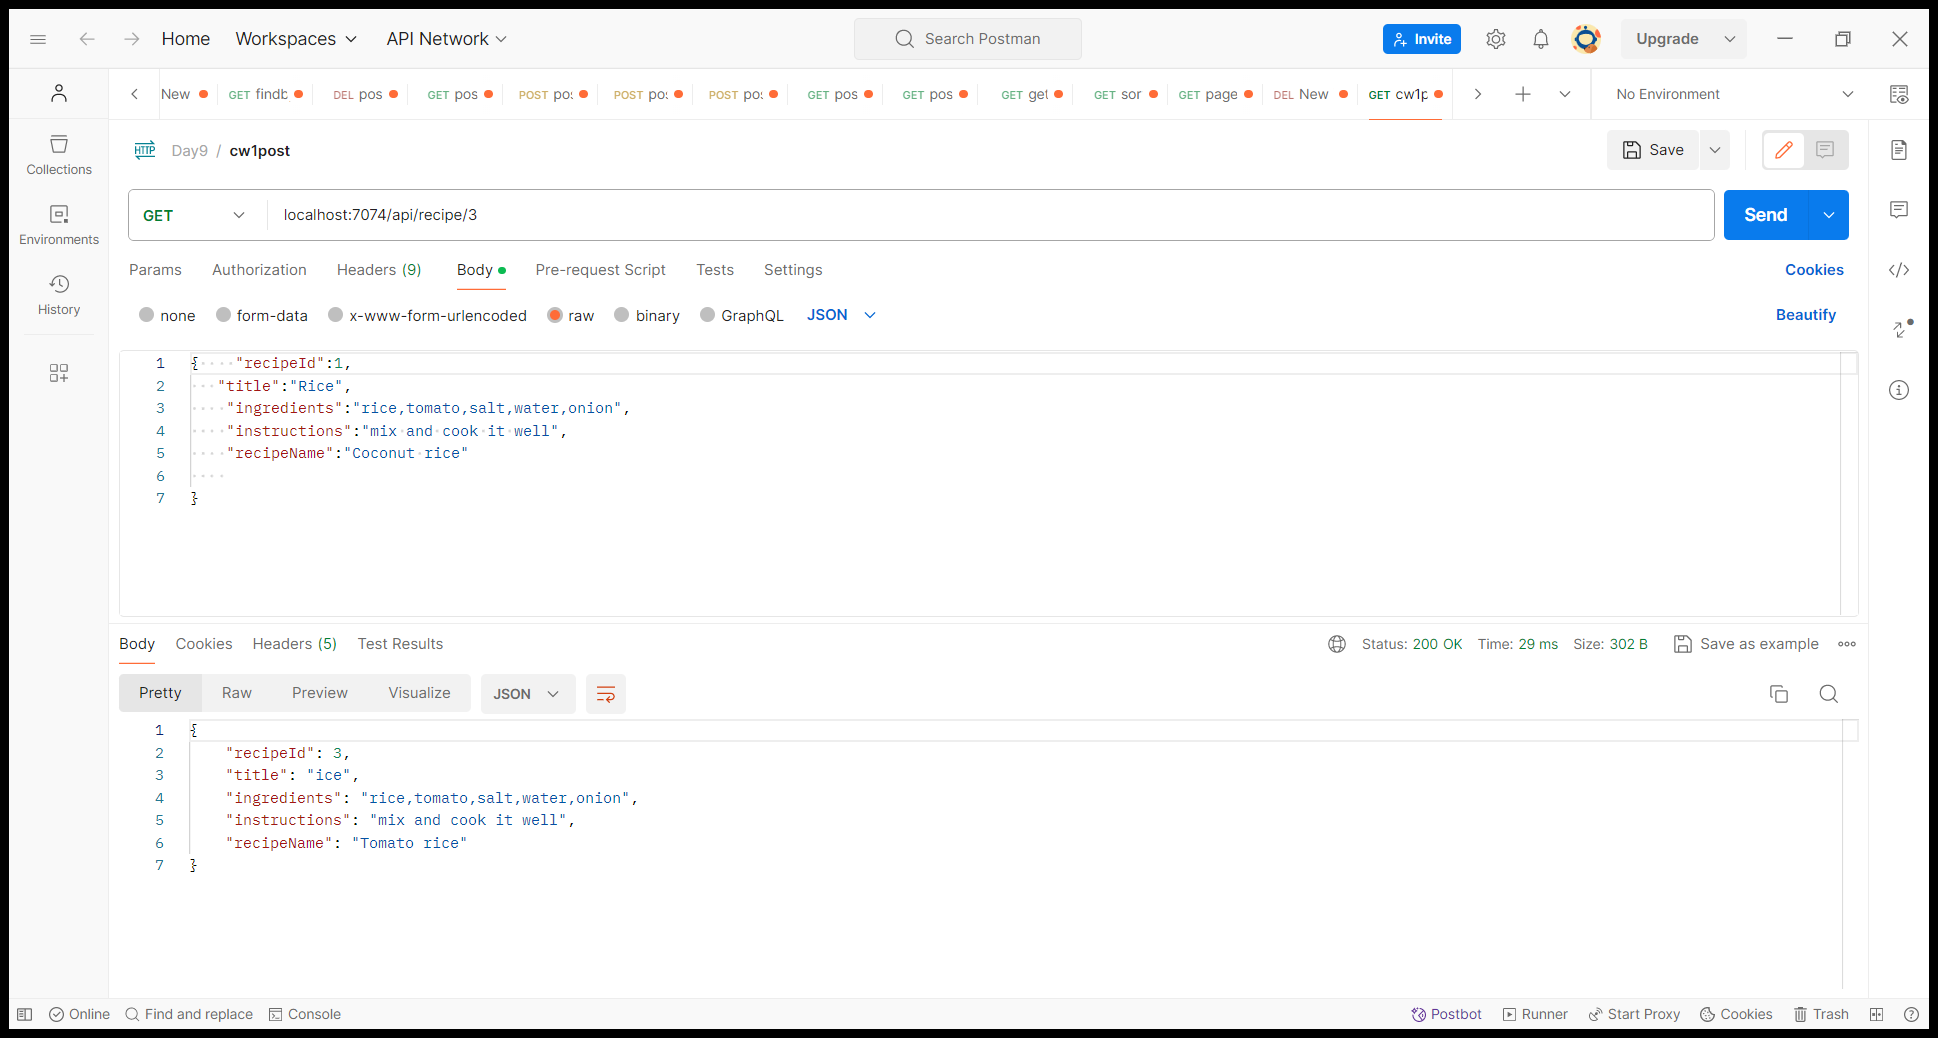 Home Workspaces API Network Search Postman Invite Upgrade
New GET findb DEL pos GET pos POST po: POST po: POST po: GET pos GET pos GET get GET sor GET page DEL New GET cw1p No Environment
HTTP Day9 / cw1post Save
Collections
GET localhost:7074/api/recipe/3 Send
Environments
Params Authorization Headers (9) Body Pre-request Script Tests Settings Cookies
History
none form-data x-www-form-urlencoded raw binary GraphQL JSON Beautify
1 { "recipeId":1,
2 "title":"Rice",
3 "ingredients":"rice,tomato,salt,water,onion",
4 "instructions":"mix and cook it well",
5 "recipeName":"Coconut rice"
6
7 }
Body Cookies Headers (5) Test Results Status: 200 OK Time: 29 ms Size: 302 B Save as example
Pretty Raw Preview Visualize JSON
1 {
2 "recipeId": 3,
3 "title": "ice",
4 "ingredients": "rice,tomato,salt,water,onion",
5 "instructions": "mix and cook it well",
6 "recipeName": "Tomato rice"
7 }
Online Find and replace Console Postbot Runner Start Proxy Cookies Trash